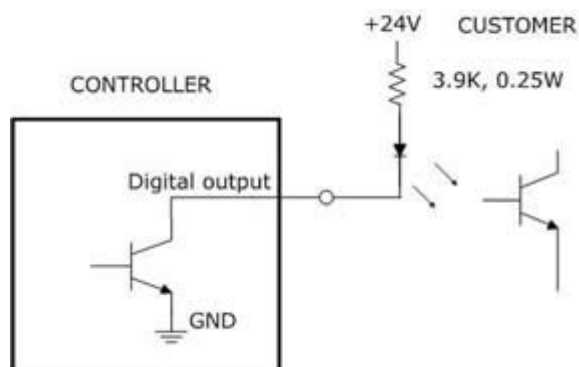 +24V CUSTOMER
3.9K, 0.25W
CONTROLLER
Digital output
GND